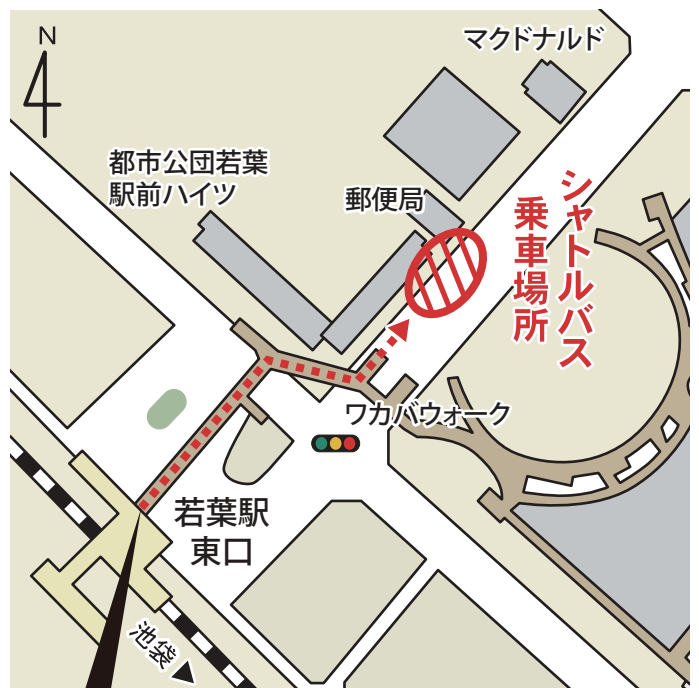 N
マクドナルド
都市公団若葉
駅前ハイツ
郵便局
シャトルバス
乗車場所
ワカバウォーク
若葉駅
東口
池袋